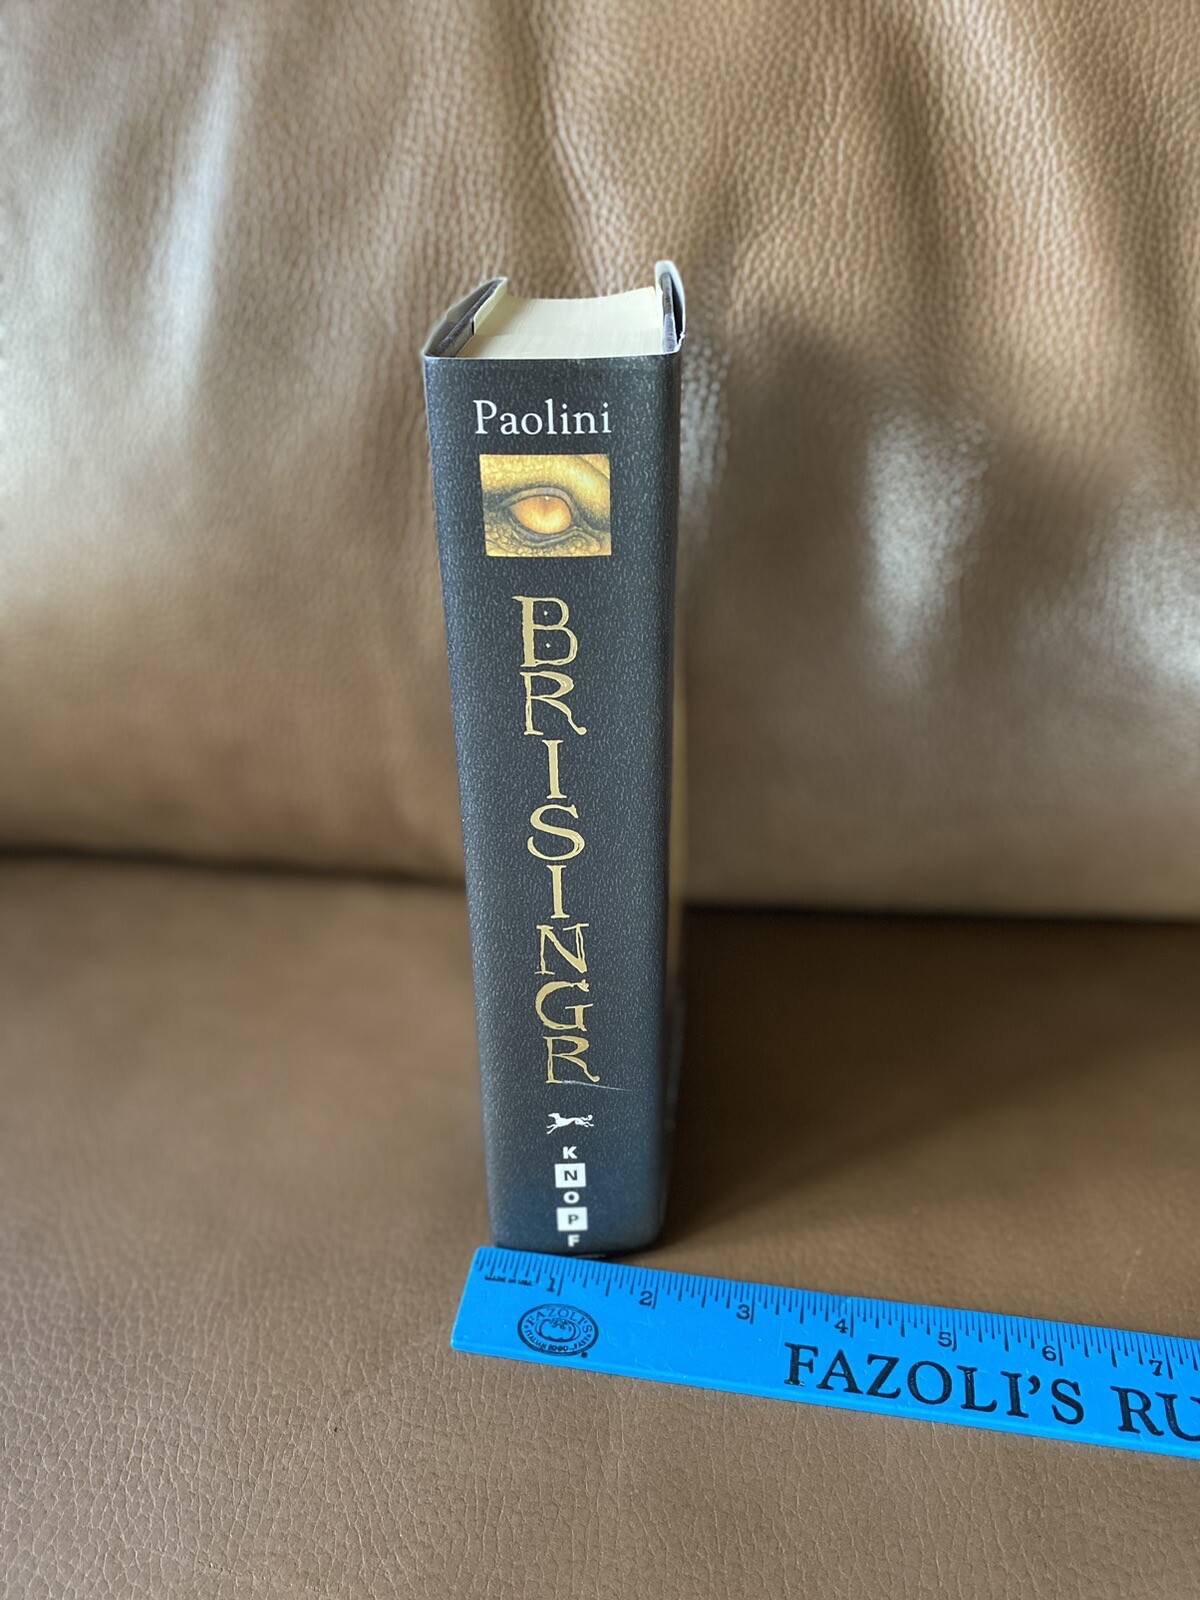 Paolini
BRISINGR
KNOPF
MADE IN USA
1 2 3 4 5 6 7
FAZOLI'S
FAZOLI'S RU